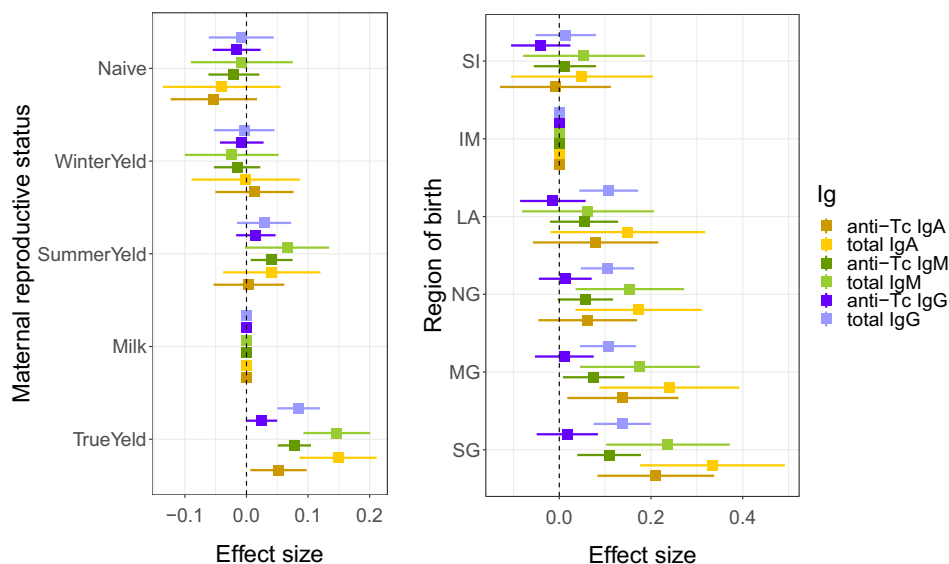 Maternal reproductive status
Naive
WinterYeld
SummerYeld
Milk
TrueYeld
−0.1 0.0 0.1 0.2
Effect size
Region of birth
SI
IM
LA
NG
MG
SG
0.0 0.2 0.4
Effect size
Ig
anti−Tc IgA
total IgA
anti−Tc IgM
total IgM
anti−Tc IgG
total IgG